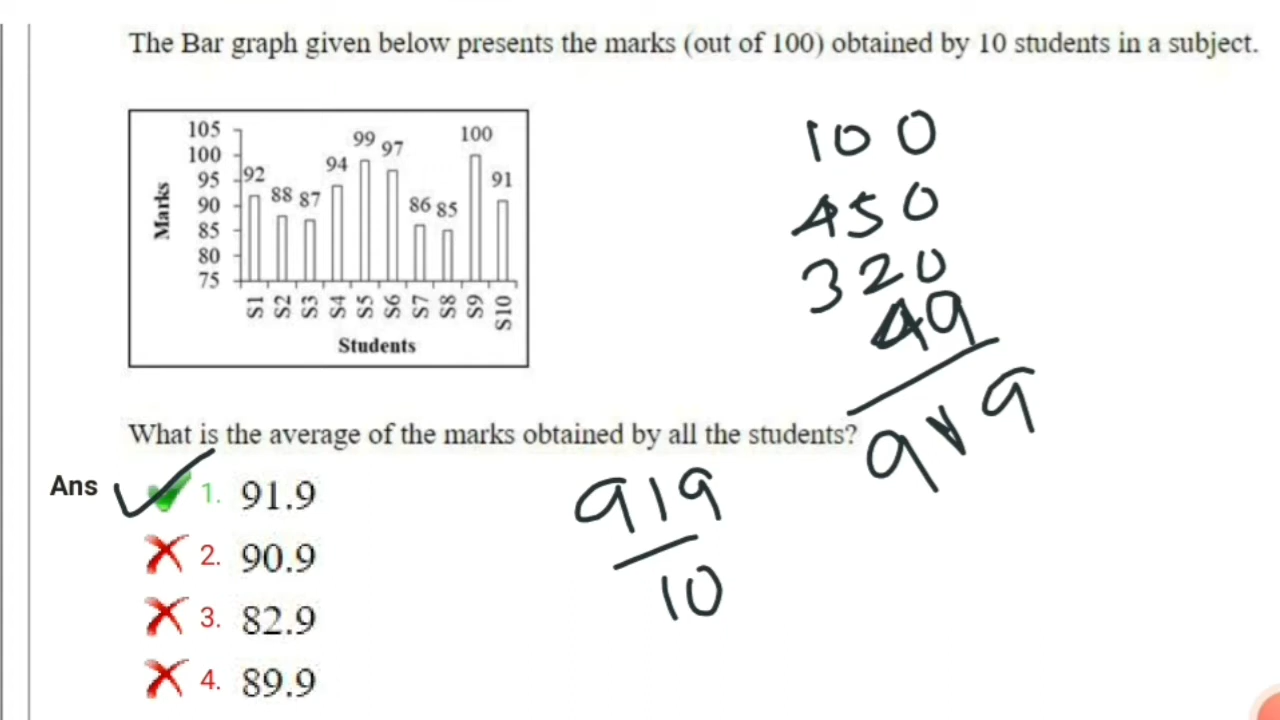 The Bar graph given below presents the marks (out of 100) obtained by 10 students in a subject.
105
100
95
90
85
80
75
Marks
92
88
87
94
99
97
86
85
100
91
S1
S2
S3
S4
S5
S6
S7
S8
S9
S10
Students
100
450
320
49
919
What is the average of the marks obtained by all the students?
Ans
1. 91.9
2. 90.9
3. 82.9
4. 89.9
919
10